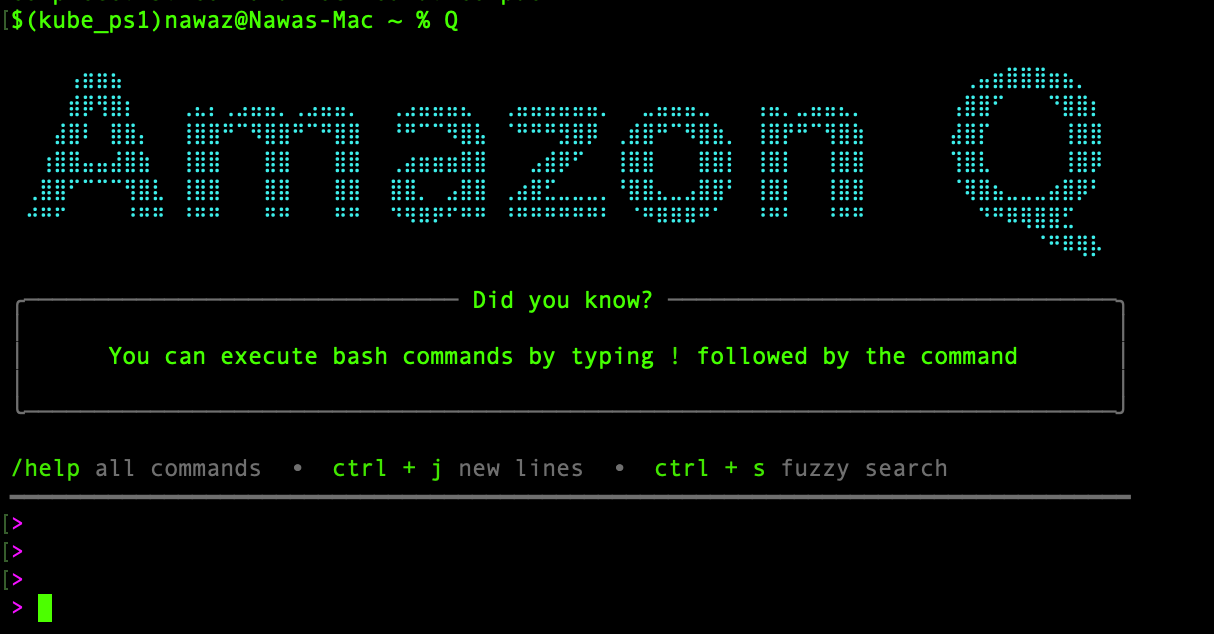 $(kube_ps1)nawaz@Nawas-Mac ~ % Q
Amazon Q
Did you know?
You can execute bash commands by typing ! followed by the command
/help all commands • ctrl + j new lines • ctrl + s fuzzy search
>
>
>
>